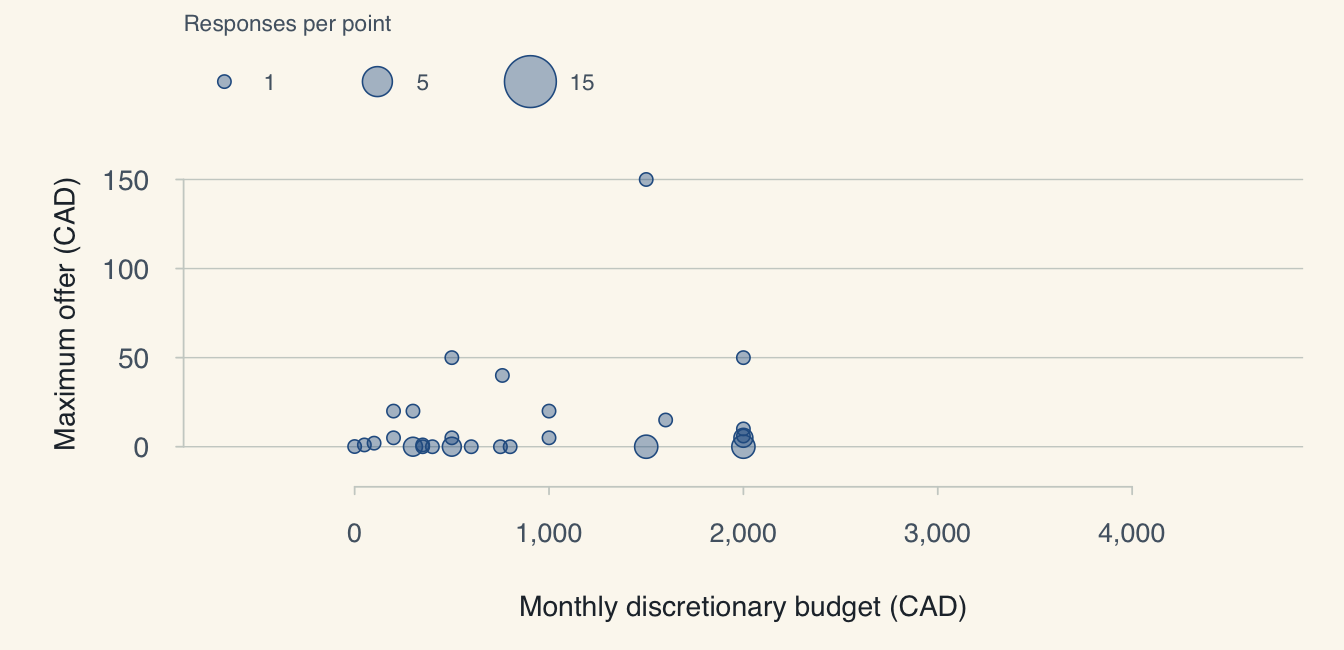 Responses per point
1 5 15
Maximum offer (CAD)
150
100
50
0
0 1,000 2,000 3,000 4,000
Monthly discretionary budget (CAD)